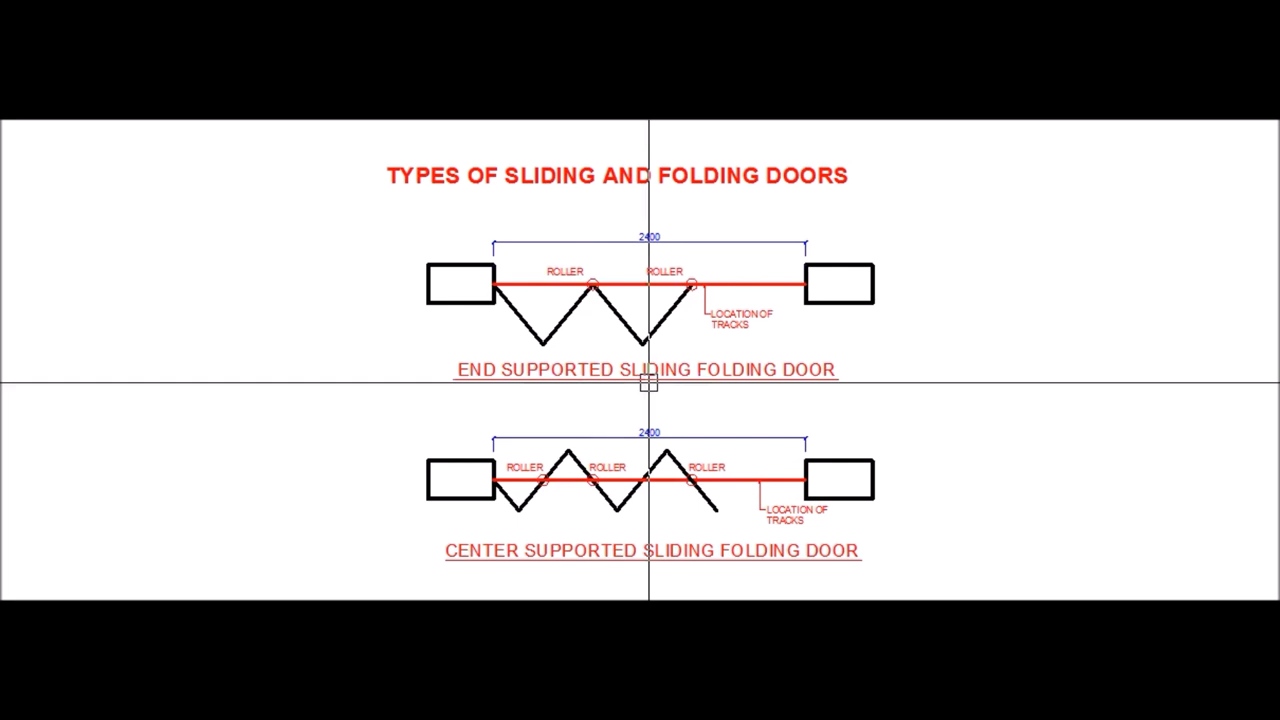 TYPES OF SLIDING AND FOLDING DOORS
2400
ROLLER ROLLER
LOCATION OF
TRACKS
END SUPPORTED SLIDING FOLDING DOOR
2400
ROLLER ROLLER ROLLER
LOCATION OF
TRACKS
CENTER SUPPORTED SLIDING FOLDING DOOR